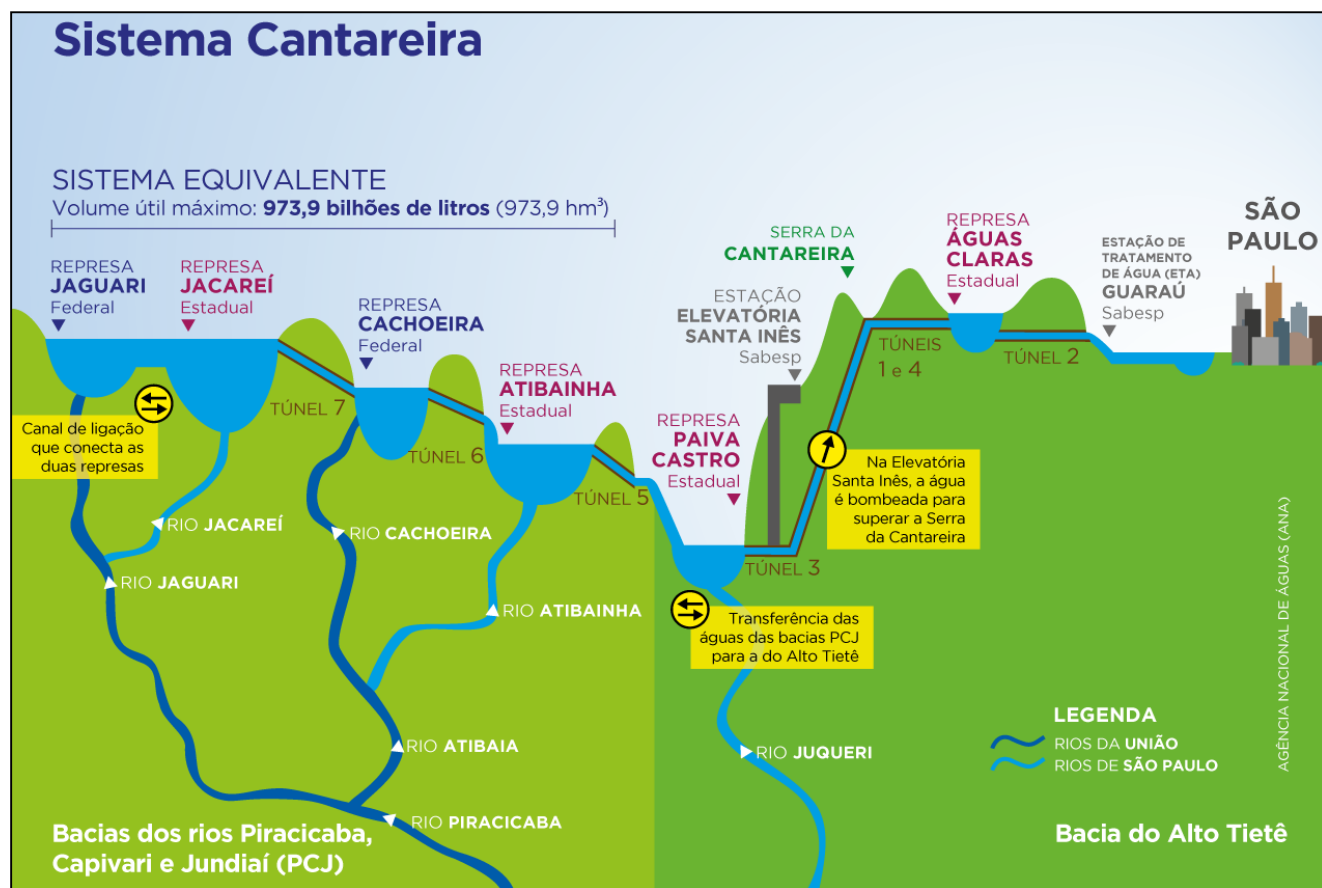 Sistema Cantareira
SISTEMA EQUIVALENTE
Volume útil máximo: 973,9 bilhões de litros (973,9 hm³)
REPRESA
JAGUARI
Federal
REPRESA
JACAREÍ
Estadual
REPRESA
CACHOEIRA
Federal
REPRESA
ATIBAINHA
Estadual
REPRESA
PAIVA
CASTRO
Estadual
ESTAÇÃO
ELEVATÓRIA
SANTA INÊS
Sabesp
SERRA DA
CANTAREIRA
REPRESA
ÁGUAS
CLARAS
Estadual
ESTAÇÃO DE
TRATAMENTO
DE ÁGUA (ETA)
GUARAÚ
Sabesp
SÃO
PAULO
Canal de ligação
que conecta as
duas represas
TÚNEL 7
TÚNEL 6
TÚNEL 5
TÚNEL 3
TÚNEIS
1 e 4
TÚNEL 2
Na Elevatória
Santa Inês, a água
é bombeada para
superar a Serra
da Cantareira
Transferência das
águas das bacias PCJ
para a do Alto Tietê
RIO JACAREÍ
RIO JAGUARI
RIO CACHOEIRA
RIO ATIBAINHA
RIO ATIBAIA
RIO PIRACICABA
RIO JUQUERI
LEGENDA
RIOS DA UNIÃO
RIOS DE SÃO PAULO
AGÊNCIA NACIONAL DE ÁGUAS (ANA)
Bacias dos rios Piracicaba,
Capivari e Jundiaí (PCJ)
Bacia do Alto Tietê